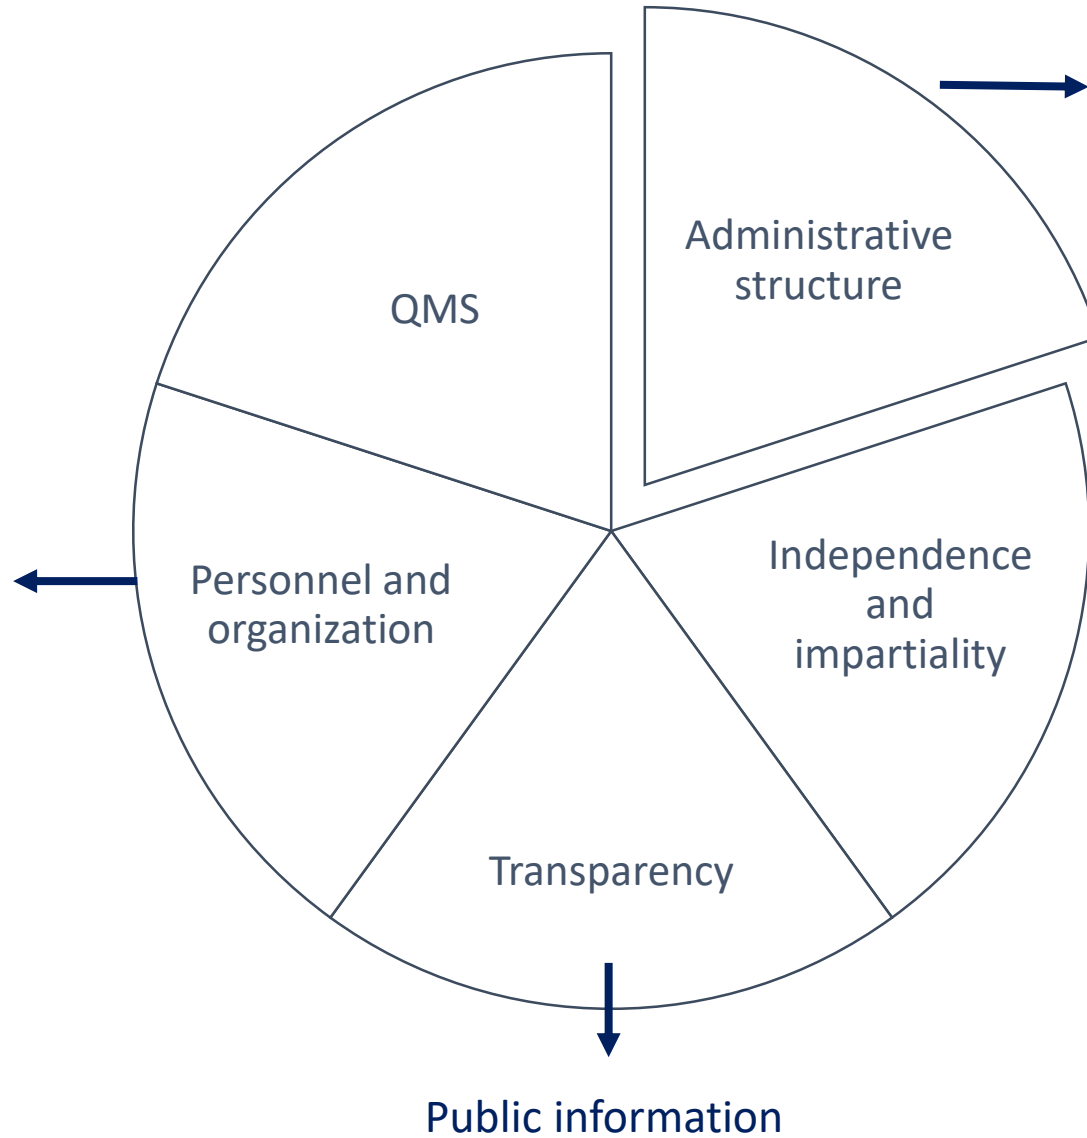 Administrative
structure
QMS
Independence
and
impartiality
Personnel and
organization
Transparency
Public information